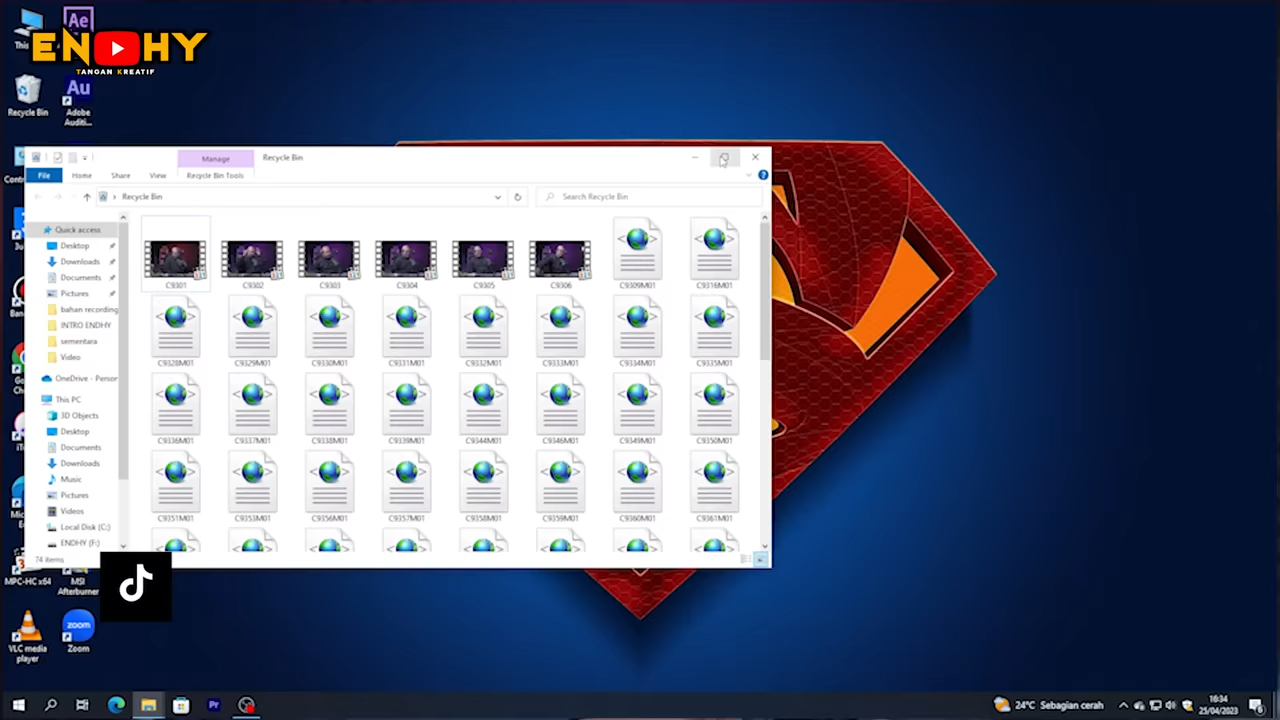 This
Ae
ENDHY
TANGAN KREATIF
Recycle Bin
Au
Adobe
Auditi...
Manage
Recycle Bin
File
Home
Share
View
Recycle Bin Tools
Recycle Bin
Search Recycle Bin
Quick access
Desktop
Downloads
Documents
Pictures
bahan recording
INTRO ENDHY
sementara
Video
OneDrive - Person
This PC
3D Objects
Desktop
Documents
Downloads
Music
Pictures
Videos
Local Disk (C:)
ENDHY (F:)
C9301 C9302 C9303 C9304 C9305 C9306 C9309M01 C9316M01
C9328M01 C9329M01 C9330M01 C9331M01 C9332M01 C9333M01 C9334M01 C9335M01
C9336M01 C9337M01 C9338M01 C9339M01 C9344M01 C9346M01 C9349M01 C9350M01
C9351M01 C9353M01 C9356M01 C9357M01 C9358M01 C9359M01 C9360M01 C9361M01
74 items
MPC-HC x64
MSI
Afterburner
VLC media
player
zoom
Zoom
Pr
24°C Sebagian cerah
16:34
25/04/2023